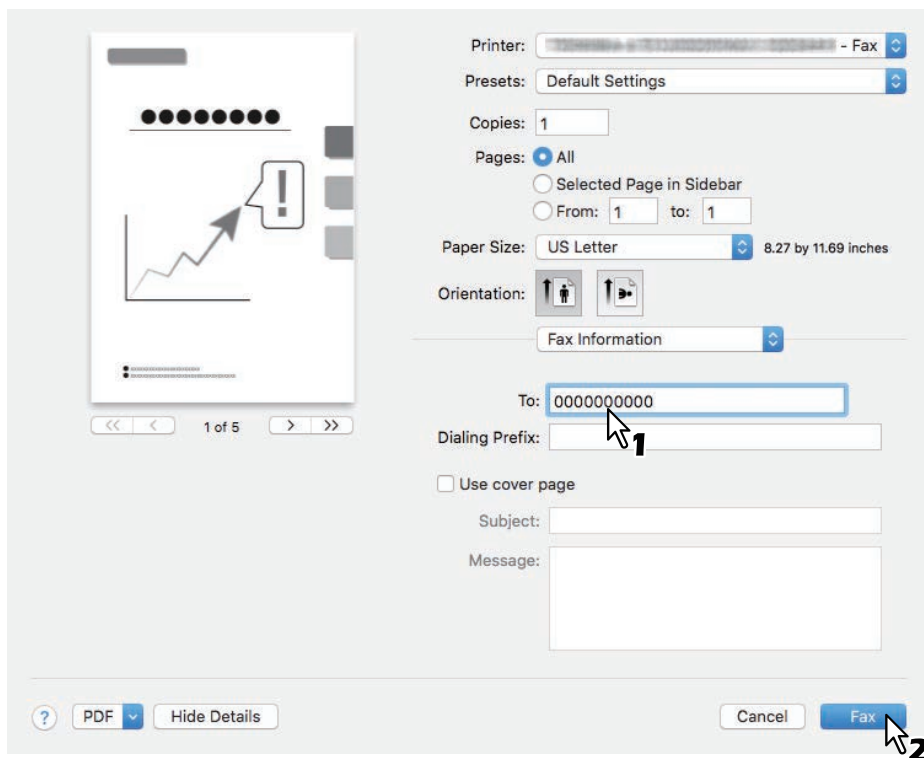 Printer: - Fax
Presets: Default Settings
Copies: 1
Pages: All
Selected Page in Sidebar
From: 1 to: 1
Paper Size: US Letter 8.27 by 11.69 inches
Orientation:
Fax Information
!
<< < 1 of 5 > >>
To: 0000000000
1
Dialing Prefix:
Use cover page
Subject:
Message:
? PDF Hide Details Cancel Fax
2